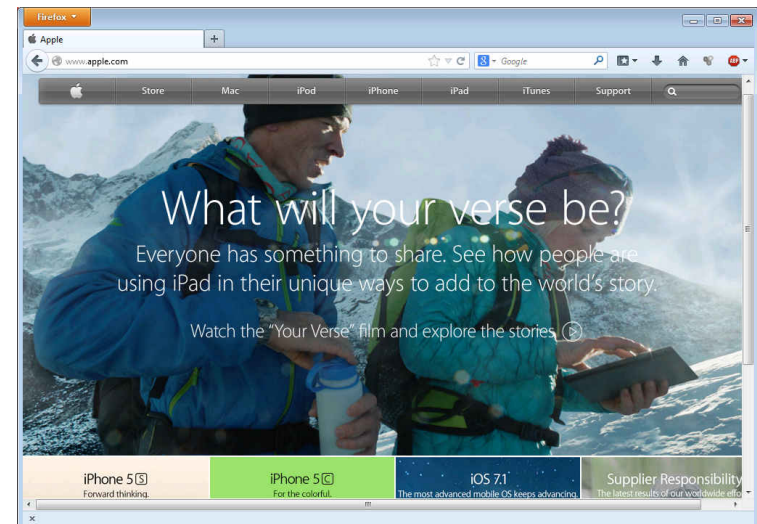 Firefox
Apple
www.apple.com
Google
ABP
Store Mac iPod iPhone iPad iTunes Support
What will your verse be?
Everyone has something to share. See how people are
using iPad in their unique ways to add to the world's story.
Watch the “Your Verse” film and explore the stories
iPhone 5S
Forward thinking.
iPhone 5C
For the colorful.
iOS 7.1
The most advanced mobile OS keeps advancing.
Supplier Responsibility
The latest results of our worldwide effo